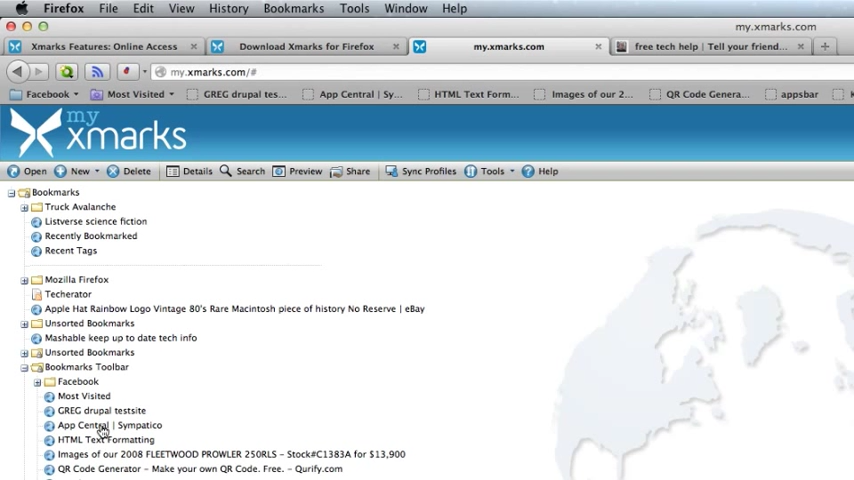 Firefox File Edit View History Bookmarks Tools Window Help
my.xmarks.com
Xmarks Features: Online Access Download Xmarks for Firefox my.xmarks.com free tech help | Tell your friend...
my.xmarks.com/#
Facebook Most Visited GREG drupal tes... App Central | Sy... HTML Text Form... Images of our 2... QR Code Genera... appsbar
my
xmarks
Open New Delete Details Search Preview Share Sync Profiles Tools Help
Bookmarks
Truck Avalanche
Listverse science fiction
Recently Bookmarked
Recent Tags
Mozilla Firefox
Techerator
Apple Hat Rainbow Logo Vintage 80's Rare Macintosh piece of history No Reserve | eBay
Unsorted Bookmarks
Mashable keep up to date tech info
Unsorted Bookmarks
Bookmarks Toolbar
Facebook
Most Visited
GREG drupal testsite
App Central | Sympatico
HTML Text Formatting
Images of our 2008 FLEETWOOD PROWLER 250RLS - Stock#C1383A for $13,900
QR Code Generator - Make your own QR Code. Free. - Qurify.com